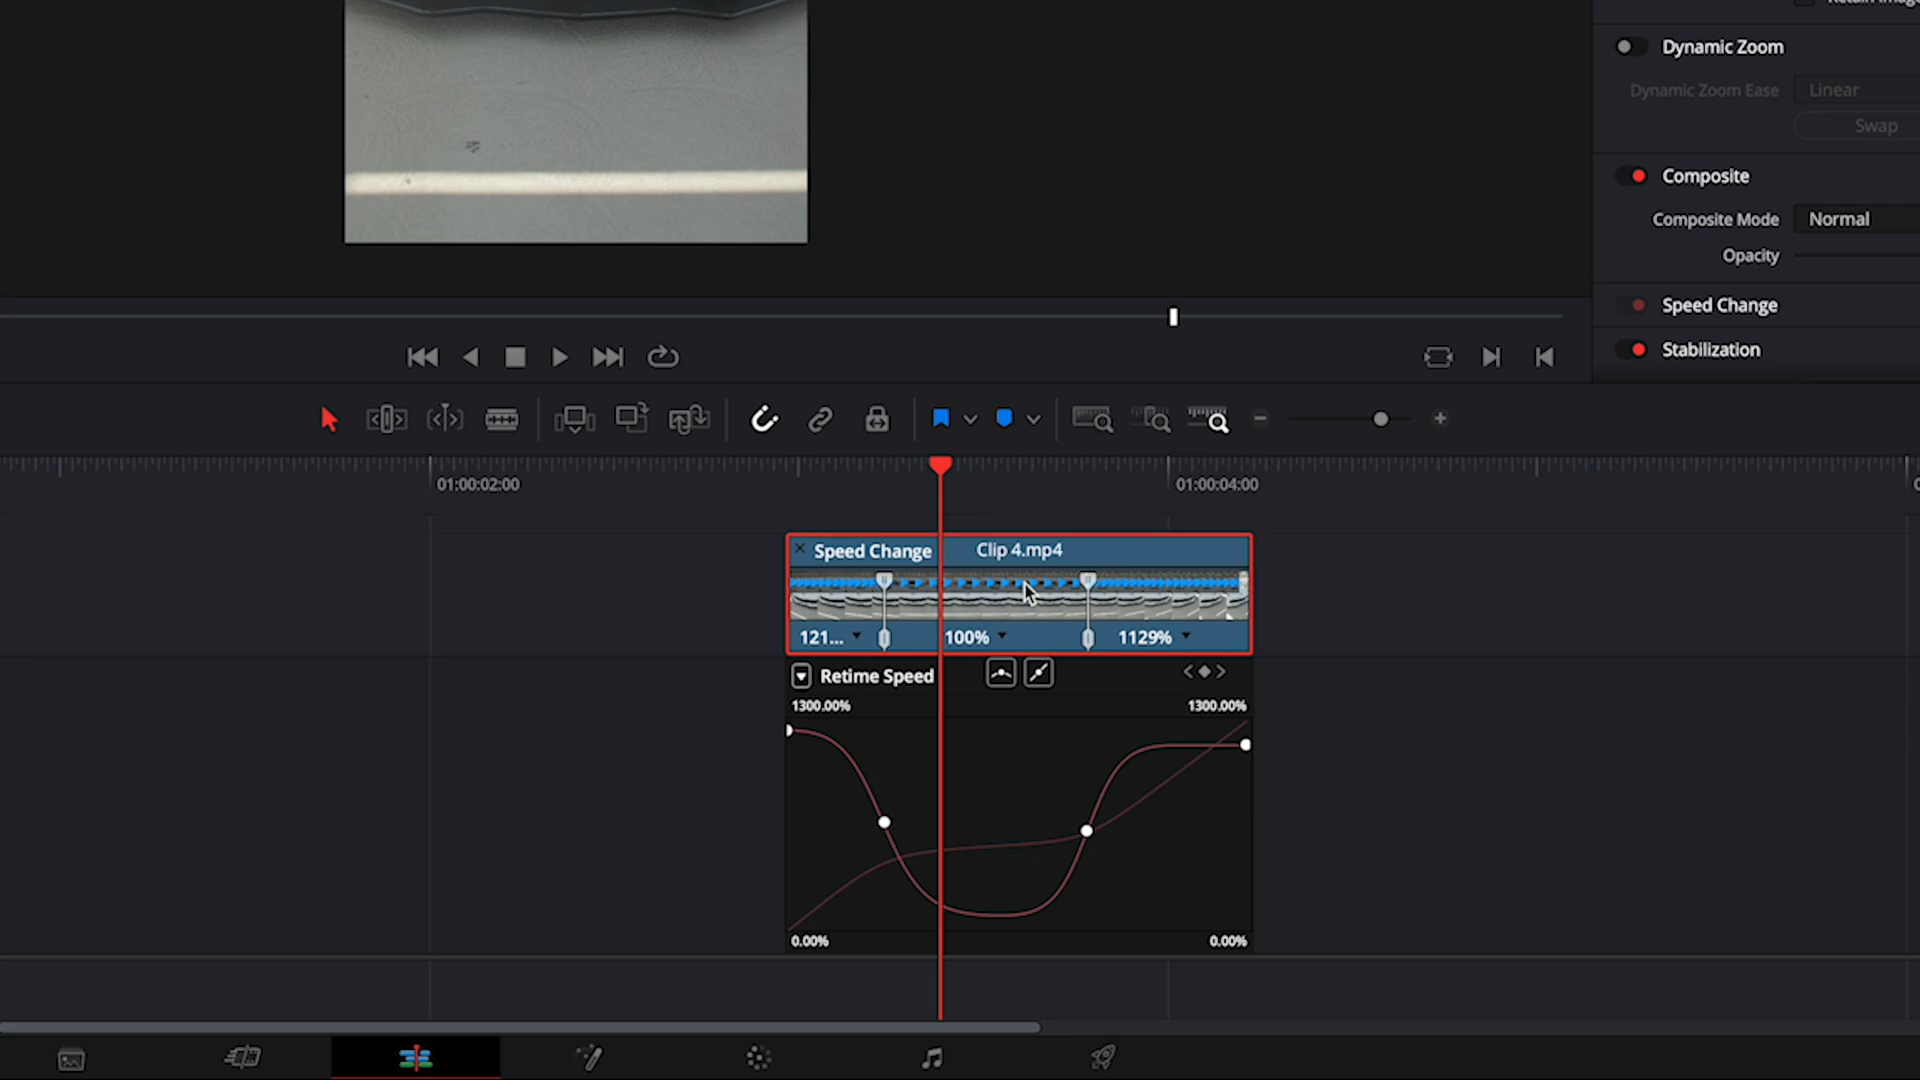 Dynamic Zoom
Dynamic Zoom Ease
Linear
Swap
Composite
Composite Mode
Normal
Opacity
Speed Change
Stabilization
01:00:02:00
01:00:04:00
Speed Change
Clip 4.mp4
121...
100%
1129%
Retime Speed
1300.00%
1300.00%
0.00%
0.00%